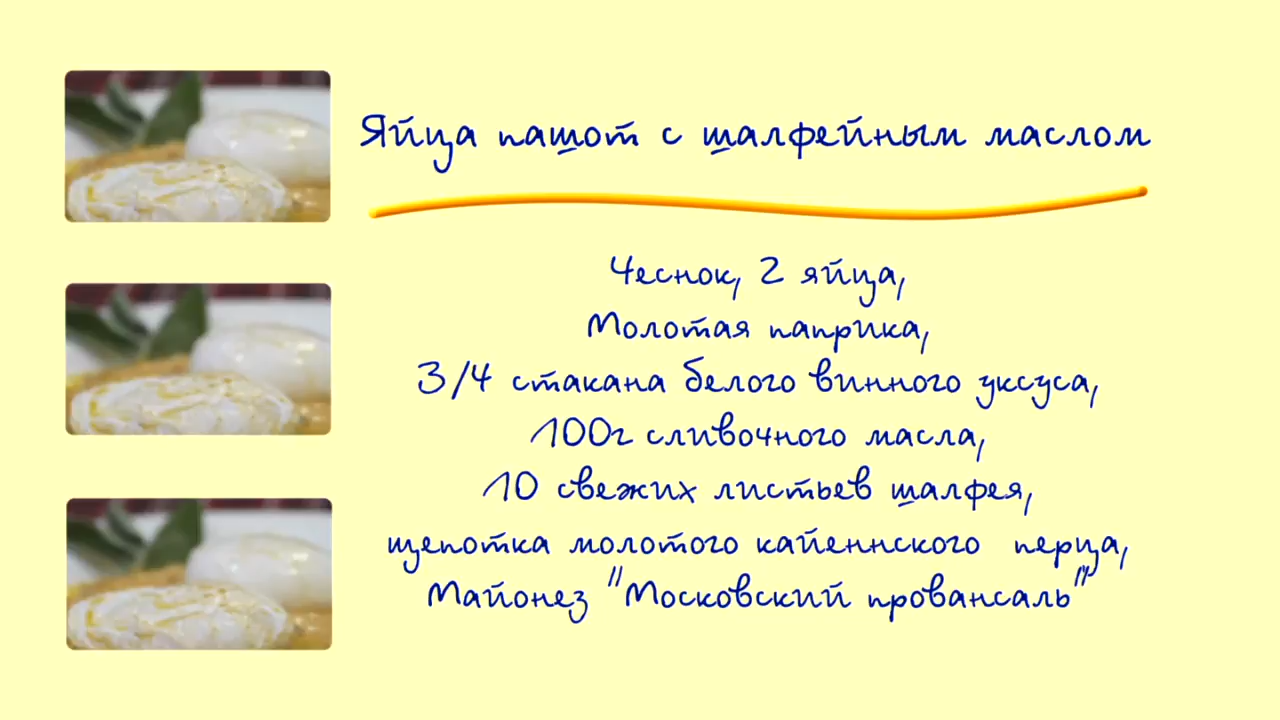 Яйца пашот с шалфейным маслом
Чеснок, 2 яйца,
Молотая паприка,
3/4 стакана белого винного уксуса,
100г сливочного масла,
10 свежих листьев шалфея,
щепотка молотого кайеннского перца,
Майонез "Московский провансаль"